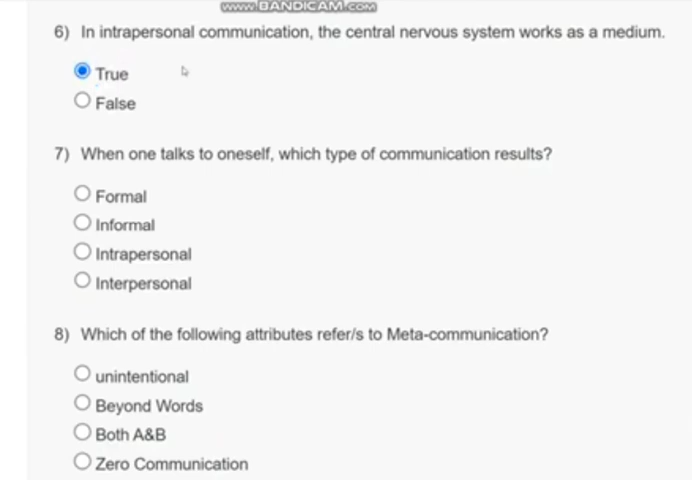 www.BANDICAM.com
6) In intrapersonal communication, the central nervous system works as a medium.
True
False
7) When one talks to oneself, which type of communication results?
Formal
Informal
Intrapersonal
Interpersonal
8) Which of the following attributes refer/s to Meta-communication?
unintentional
Beyond Words
Both A&B
Zero Communication